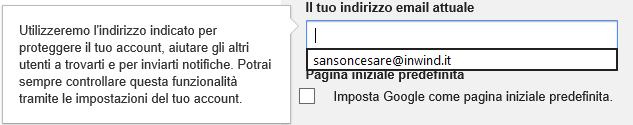 Utilizzeremo l'indirizzo indicato per
proteggere il tuo account, aiutare gli altri
utenti a trovarti e per inviarti notifiche. Potrai
sempre controllare questa funzionalità
tramite le impostazioni del tuo account.
Il tuo indirizzo email attuale
sansoncesare@inwind.it
Pagina iniziale predefinita
Imposta Google come pagina iniziale predefinita.